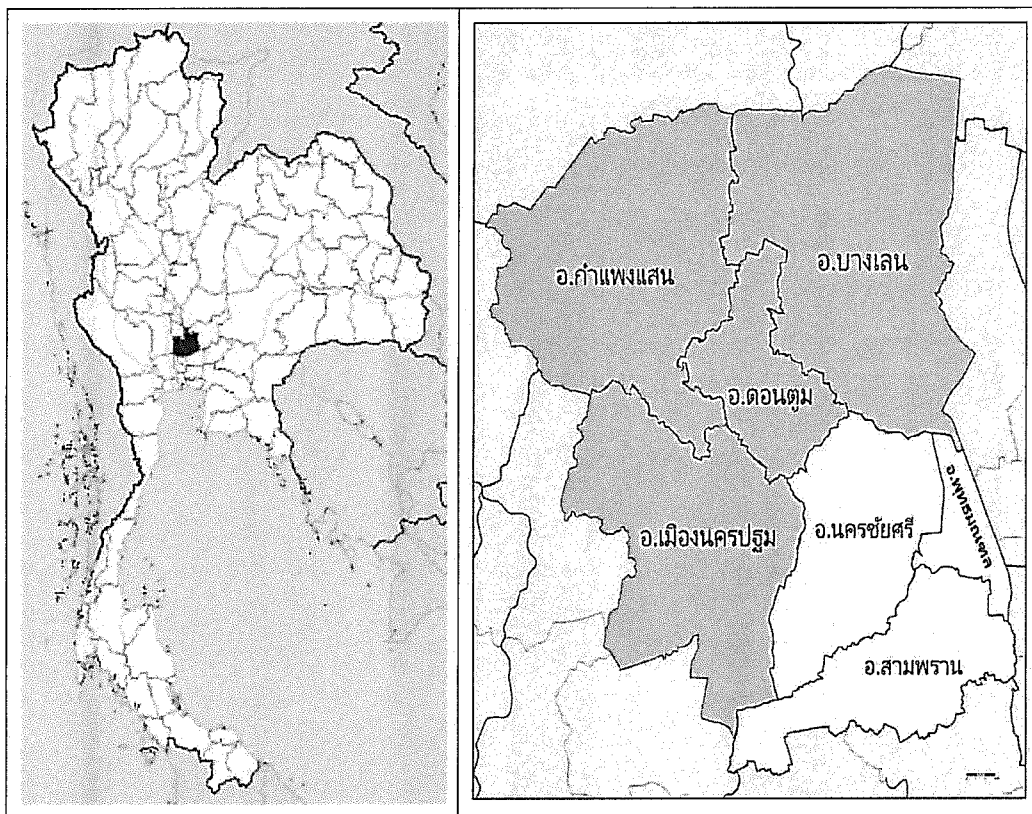 อ.กำแพงแสน
อ.บางเลน
อ.ดอนตูม
อ.เมืองนครปฐม
อ.นครชัยศรี
อ.พุทธมณฑล
อ.สามพราน